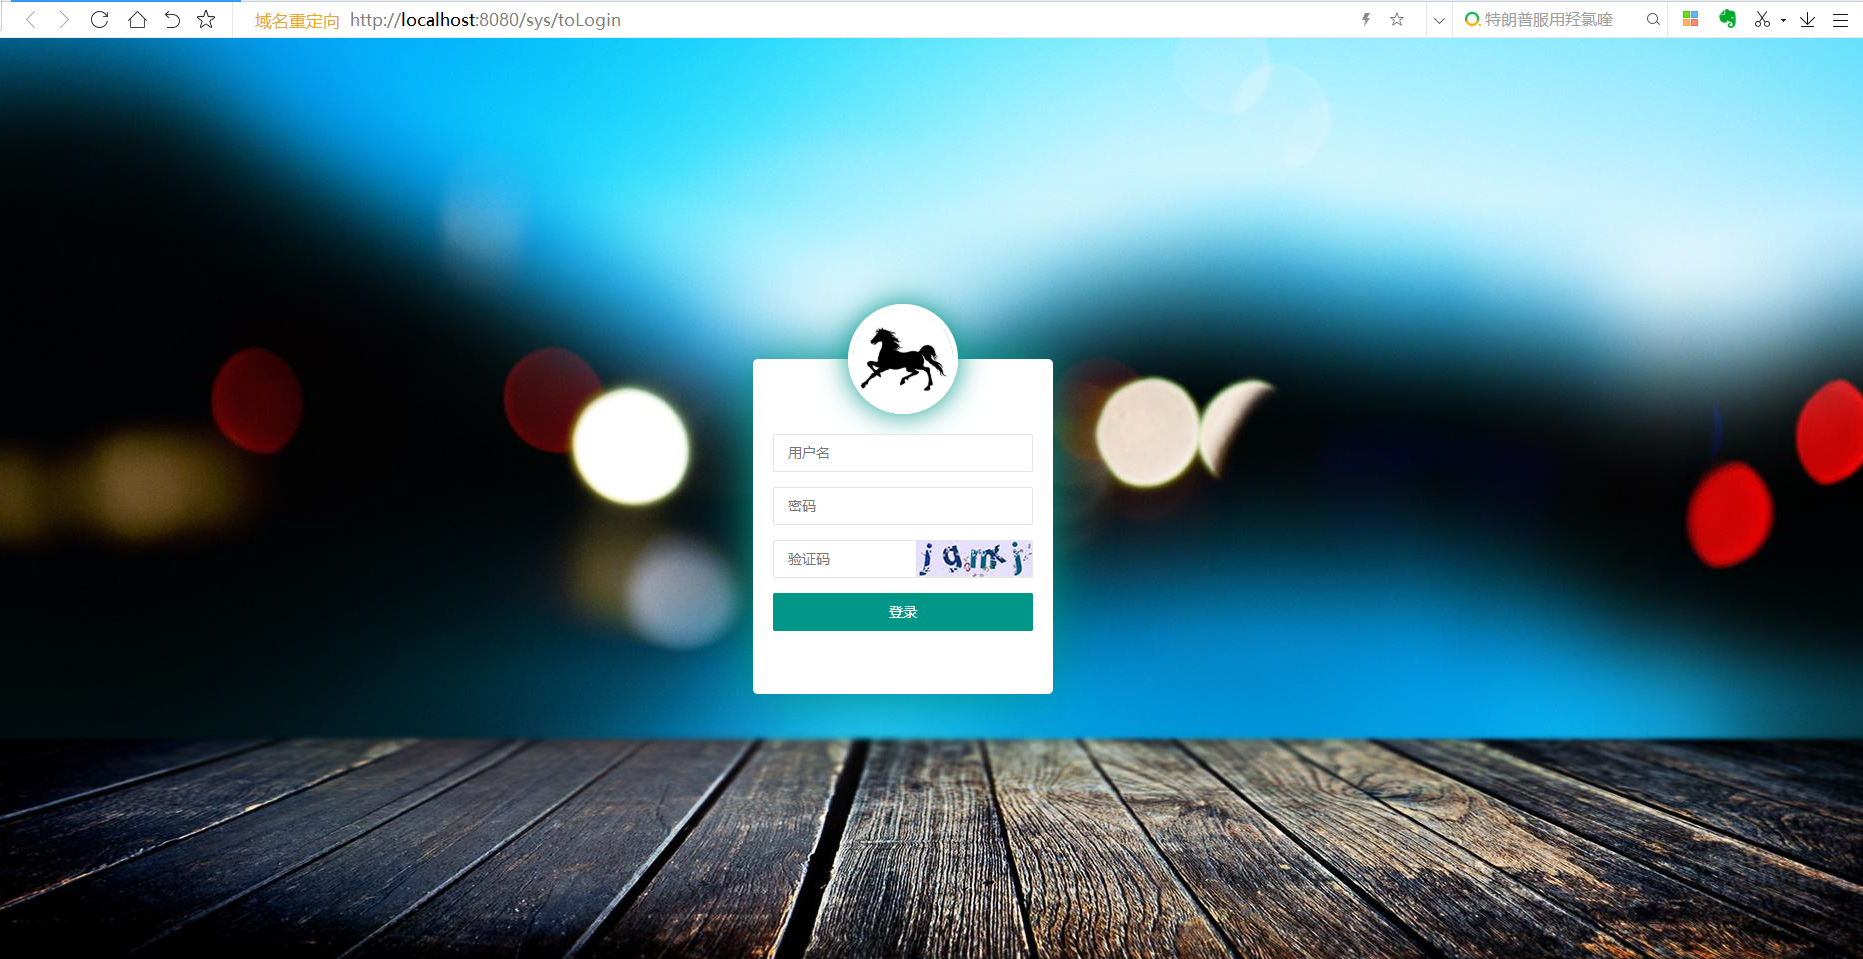 域名重定向 http://localhost:8080/sys/toLogin
特朗普服用羟氯喹
用户名
密码
验证码
登录